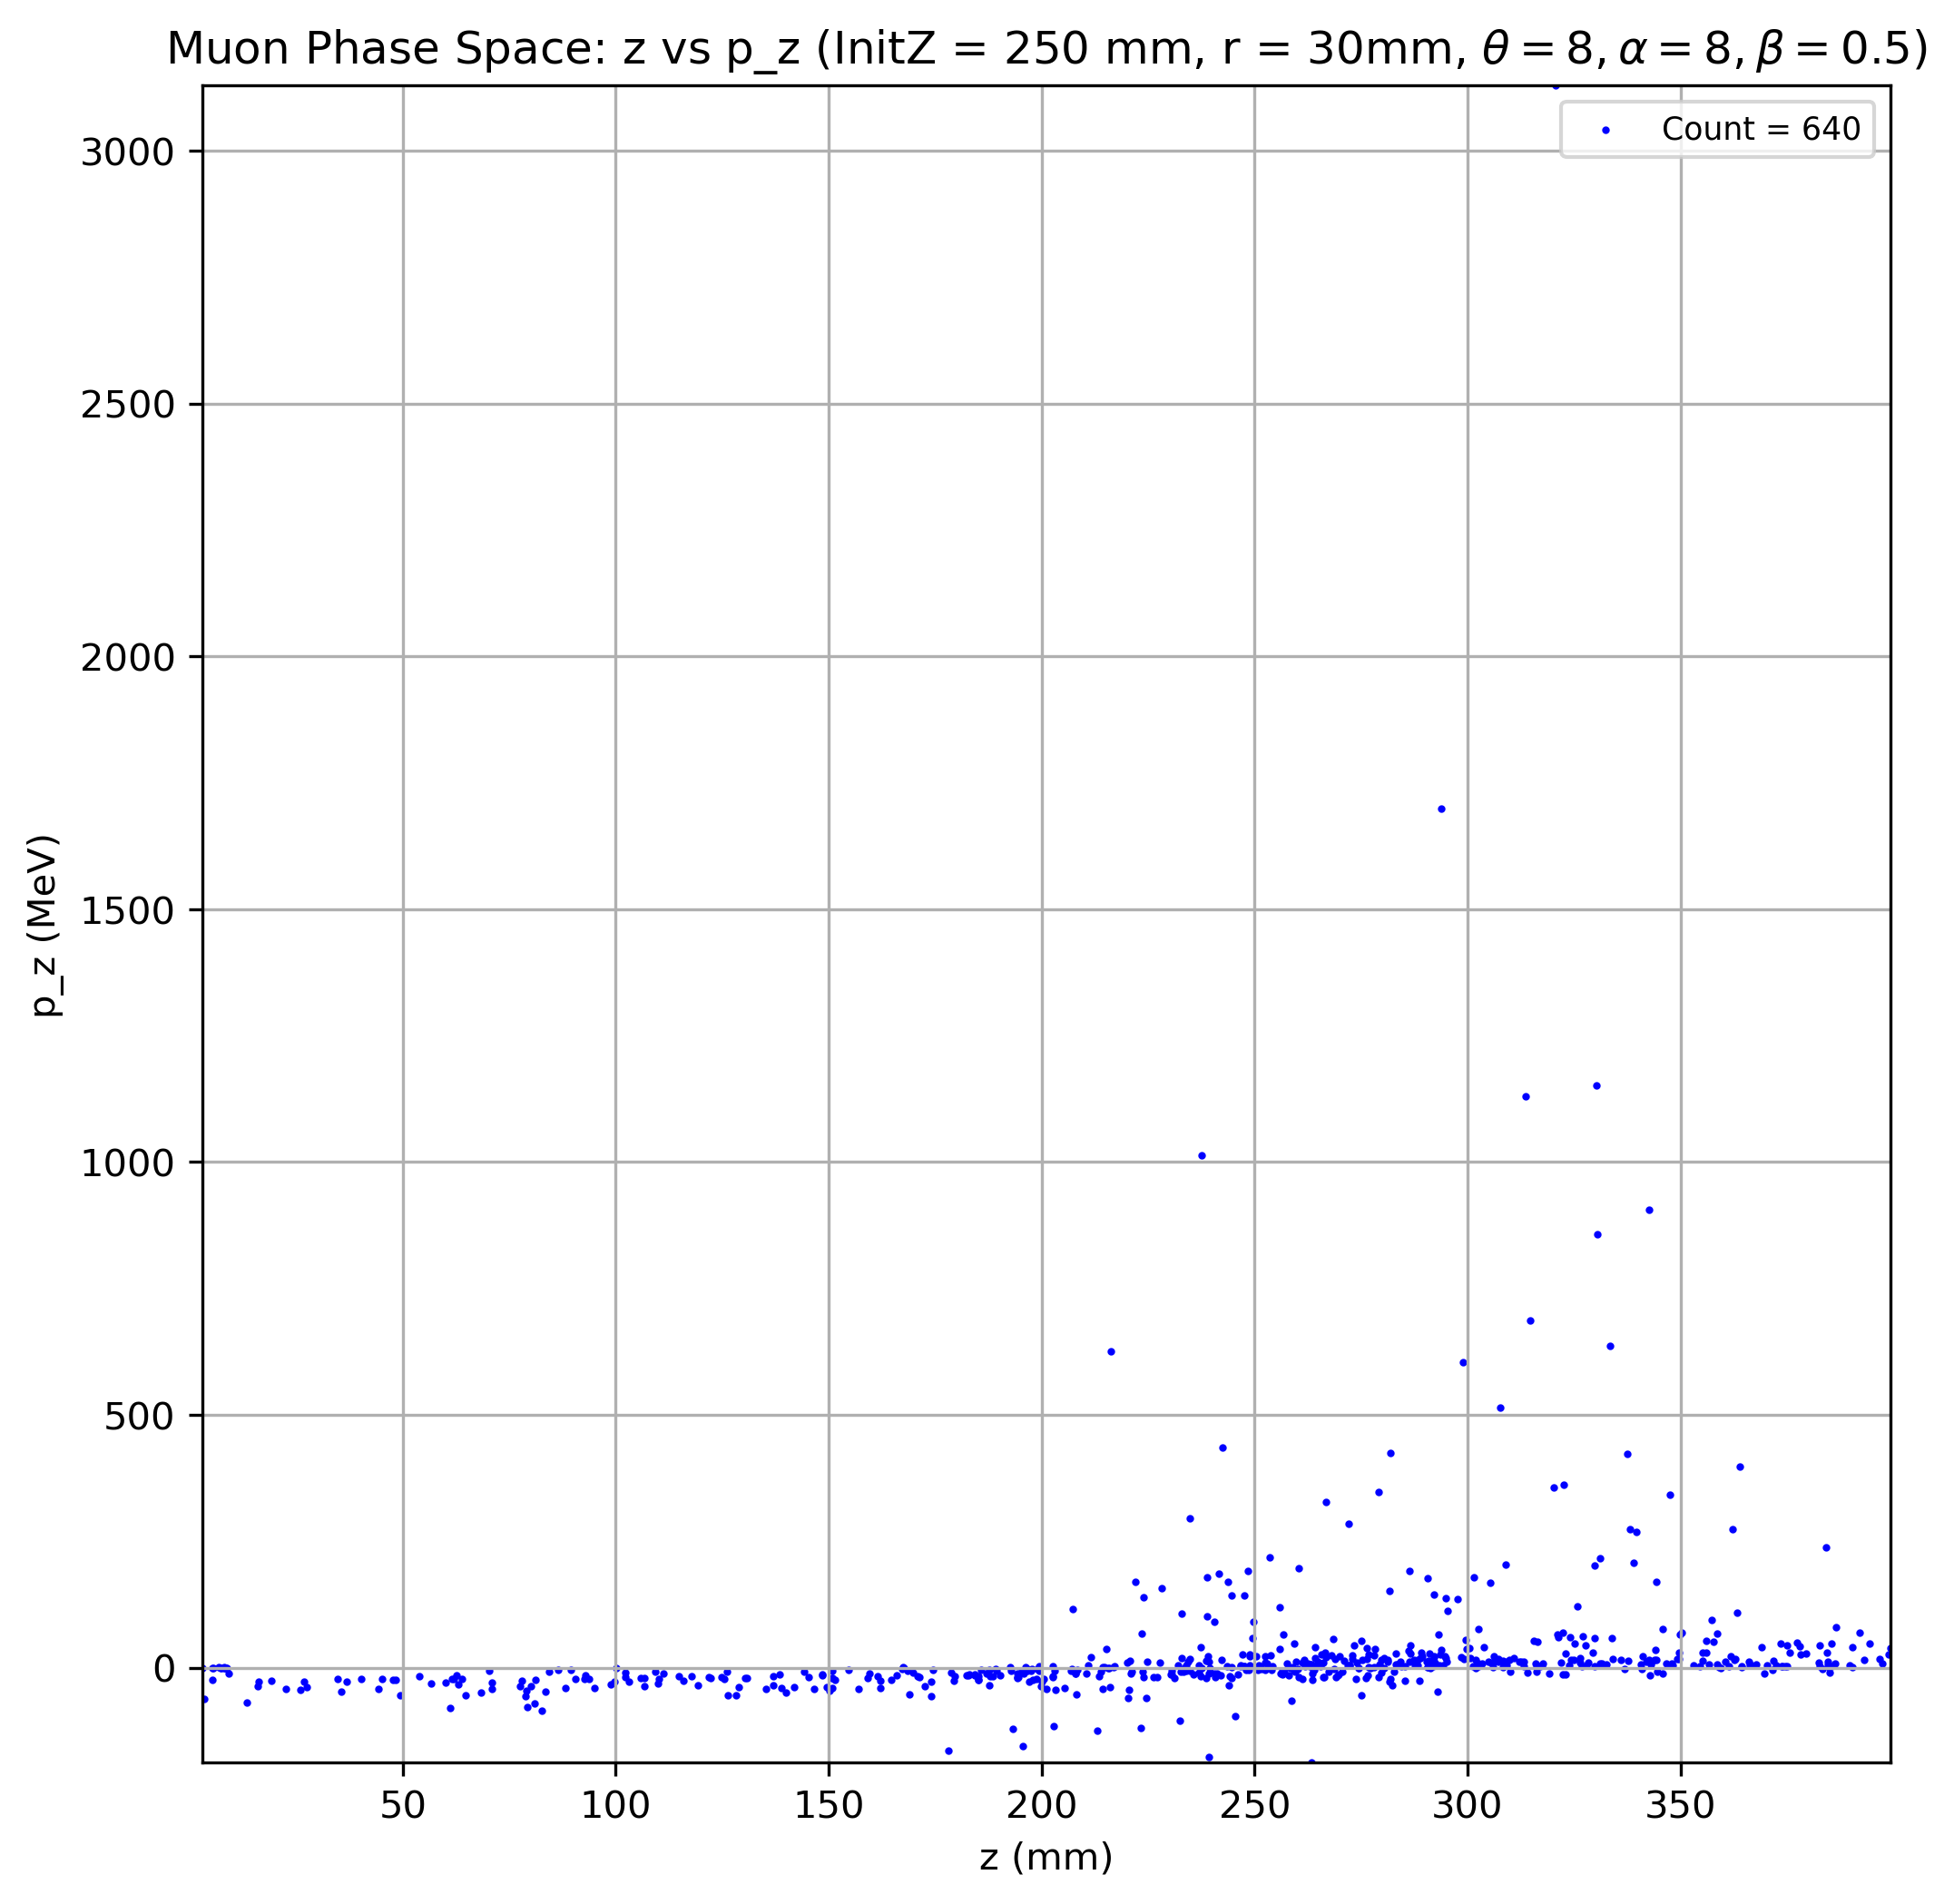 Muon Phase Space: z vs p_z (InitZ = 250 mm, r = 30mm, θ = 8, α = 8, β = 0.5)
Count = 640
3000
2500
2000
1500
1000
500
0
p_z (MeV)
50 100 150 200 250 300 350
z (mm)